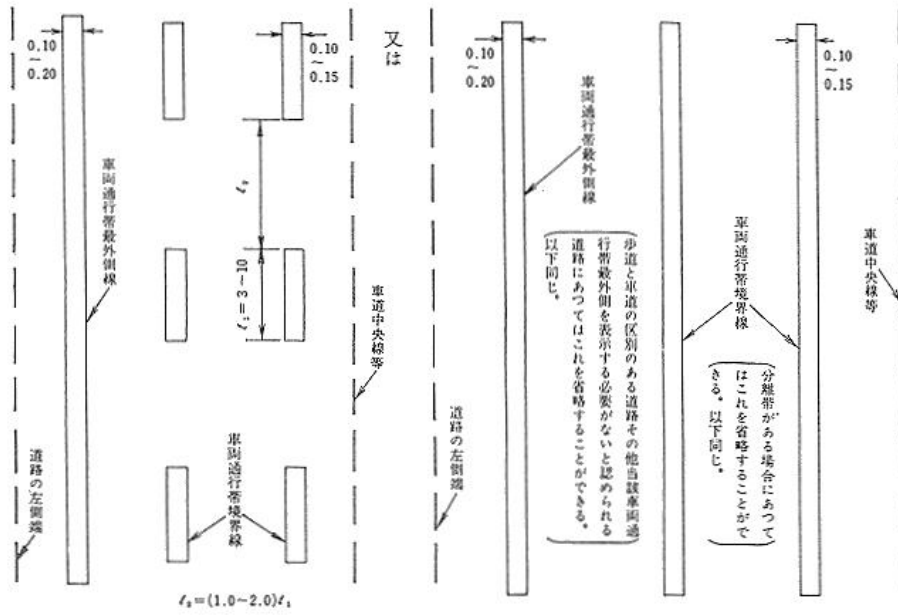 0.10
～
0.20
0.10
～
0.15
車両通行帯最外側線
道路の左側端
ℓ₂
ℓ₁＝3～10
車両通行帯境界線
車道中央線等
ℓ₂=(1.0～2.0)ℓ₁
又は
0.10
～
0.20
0.10
～
0.15
車両通行帯最外側線
歩道と車道の区別のある道路その他当該車両通
行帯最外側を表示する必要がないと認められる
道路にあつてはこれを省略することができる。
以下同じ。
道路の左側端
車両通行帯境界線
分離帯がある場合にあつて
はこれを省略することがで
きる。以下同じ。
車道中央線等